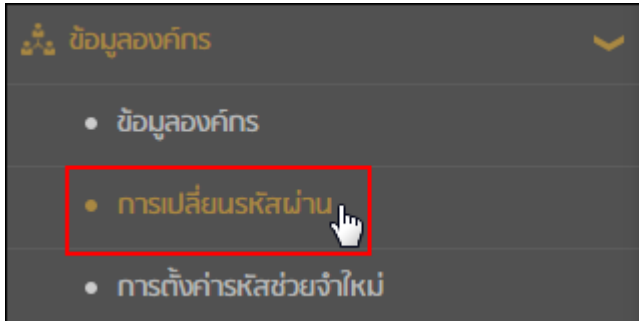 ข้อมูลองค์กร
ข้อมูลองค์กร
การเปลี่ยนรหัสผ่าน
การตั้งค่ารหัสช่วยจำใหม่